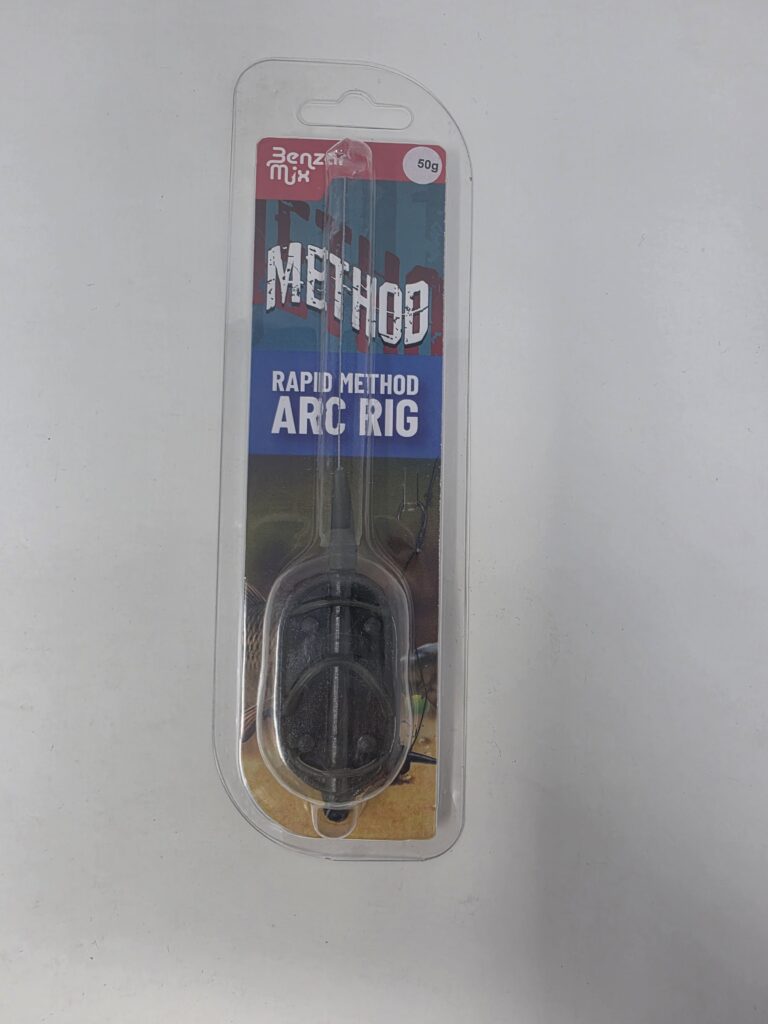 Benzar
Mix
50g
METHOD
RAPID METHOD
ARC RIG